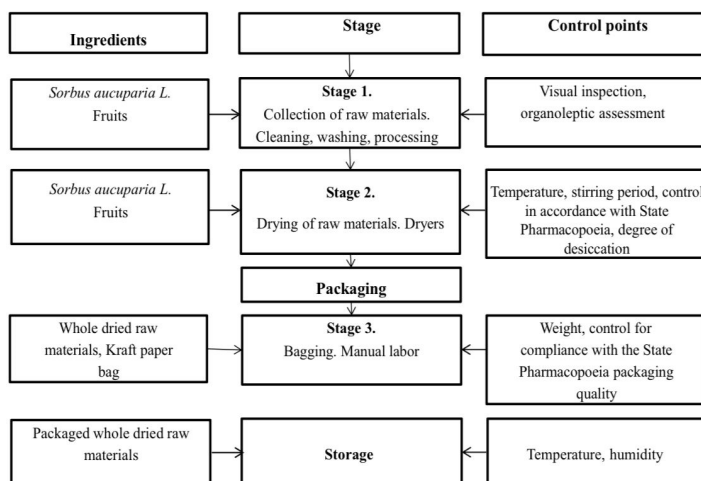 Ingredients
Stage
Control points
Sorbus aucuparia L.
Fruits
Stage 1.
Collection of raw materials.
Cleaning, washing, processing
Visual inspection,
organoleptic assessment
Sorbus aucuparia L.
Fruits
Stage 2.
Drying of raw materials. Dryers
Temperature, stirring period, control
in accordance with State
Pharmacopoeia, degree of
desiccation
Packaging
Whole dried raw
materials, Kraft paper
bag
Stage 3.
Bagging. Manual labor
Weight, control for
compliance with the State
Pharmacopoeia packaging
quality
Packaged whole dried raw
materials
Storage
Temperature, humidity